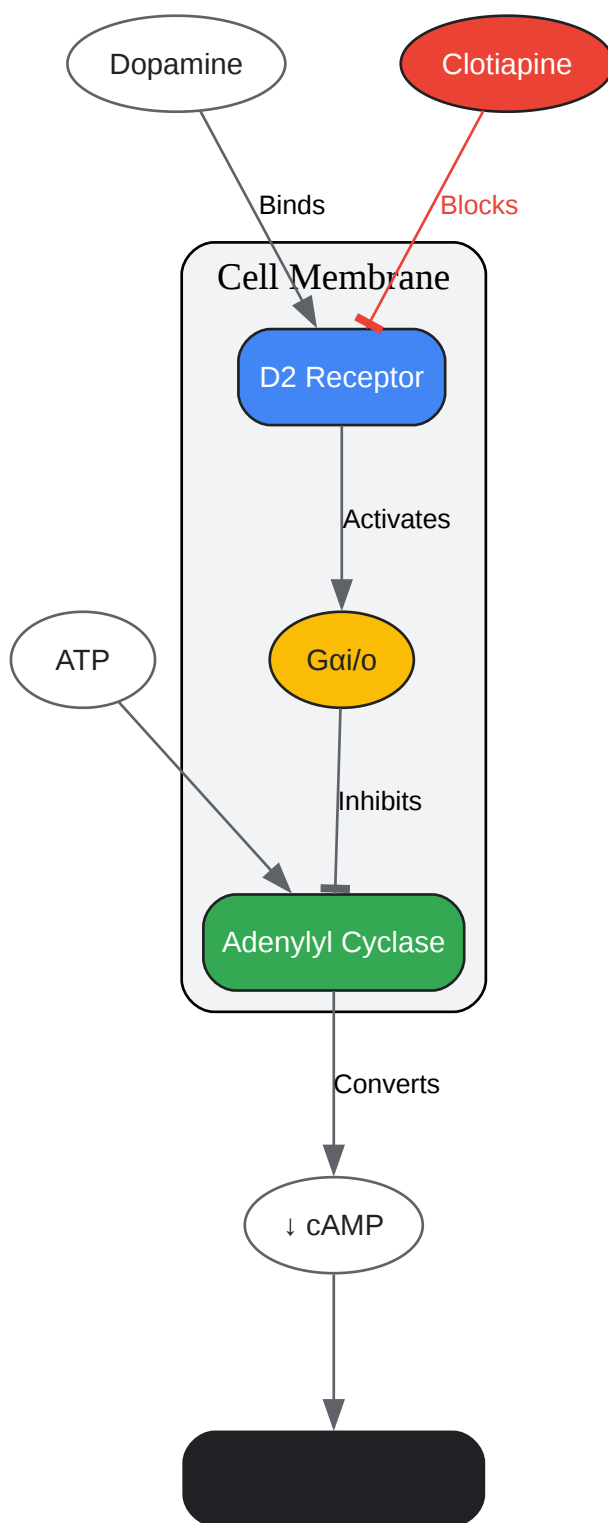 Dopamine
Clotiapine
Binds
Blocks
Cell Membrane
D2 Receptor
Activates
ATP
Gαi/o
Inhibits
Adenylyl Cyclase
Converts
↓ cAMP